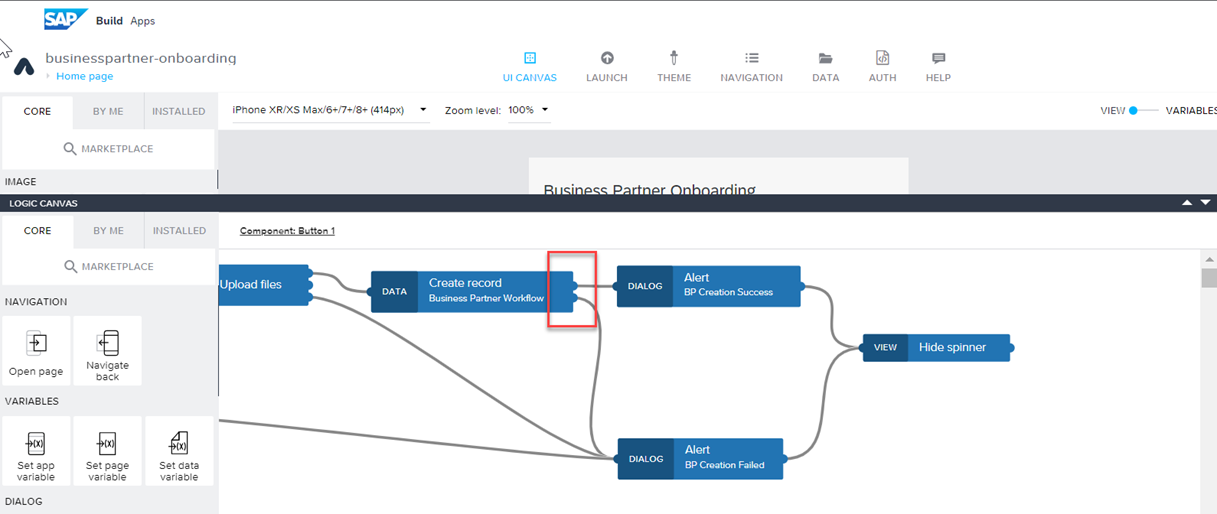 SAP Build Apps
businesspartner-onboarding
› Home page
UI CANVAS LAUNCH THEME NAVIGATION DATA AUTH HELP
CORE BY ME INSTALLED
iPhone XR/XS Max/6+/7+/8+ (414px) Zoom level: 100% VIEW VARIABLES
MARKETPLACE
IMAGE
Business Partner Onboarding
LOGIC CANVAS
CORE BY ME INSTALLED
Component: Button 1
MARKETPLACE
Upload files
DATA
Create record
Business Partner Workflow
DIALOG
Alert
BP Creation Success
NAVIGATION
VIEW Hide spinner
Open page
Navigate
back
VARIABLES
DIALOG
Alert
BP Creation Failed
Set app
variable
Set page
variable
Set data
variable
DIALOG